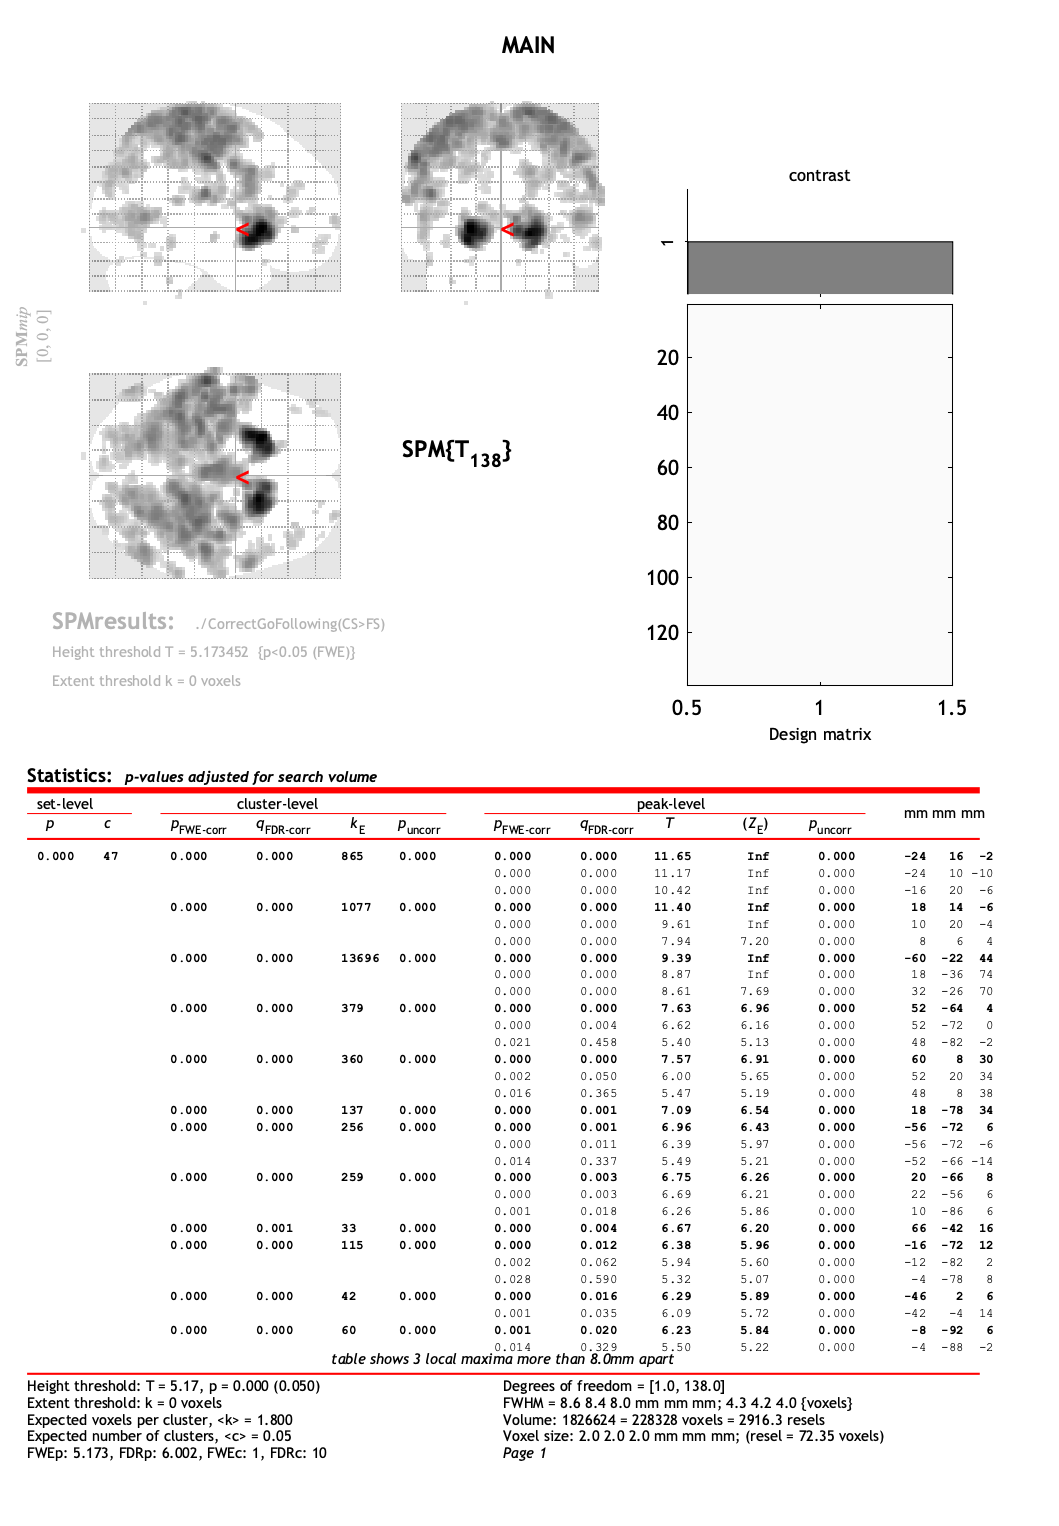 MAIN
contrast
1
SPMmip
[0, 0, 0]
20
40
60
80
100
120
0.5 1 1.5
Design matrix
<
<
<
SPM{T138}
SPMresults: ./CorrectGoFollowing(CS>FS)
Height threshold T = 5.173452 {p<0.05 (FWE)}
Extent threshold k = 0 voxels
Statistics: p-values adjusted for search volume
set-level cluster-level peak-level mm mm mm
p c pFWE-corr qFDR-corr kE puncorr pFWE-corr qFDR-corr T (ZE) puncorr
0.000 47 0.000 0.000 865 0.000 0.000 0.000 11.65 Inf 0.000 -24 16 -2
0.000 0.000 11.17 Inf 0.000 -24 10 -10
0.000 0.000 10.42 Inf 0.000 -16 20 -6
0.000 0.000 1077 0.000 0.000 0.000 11.40 Inf 0.000 18 14 -6
0.000 0.000 9.61 Inf 0.000 10 20 -4
0.000 0.000 7.94 7.20 0.000 8 6 4
0.000 0.000 13696 0.000 0.000 0.000 9.39 Inf 0.000 -60 -22 44
0.000 0.000 8.87 Inf 0.000 18 -36 74
0.000 0.000 8.61 7.69 0.000 32 -26 70
0.000 0.000 379 0.000 0.000 0.000 7.63 6.96 0.000 52 -64 4
0.000 0.004 6.62 6.16 0.000 52 -72 0
0.021 0.458 5.40 5.13 0.000 48 -82 -2
0.000 0.000 360 0.000 0.000 0.000 7.57 6.91 0.000 60 8 30
0.002 0.050 6.00 5.65 0.000 52 20 34
0.016 0.365 5.47 5.19 0.000 48 8 38
0.000 0.000 137 0.000 0.000 0.001 7.09 6.54 0.000 18 -78 34
0.000 0.000 256 0.000 0.000 0.001 6.96 6.43 0.000 -56 -72 6
0.000 0.011 6.39 5.97 0.000 -56 -72 -6
0.014 0.337 5.49 5.21 0.000 -52 -66 -14
0.000 0.000 259 0.000 0.000 0.003 6.75 6.26 0.000 20 -66 8
0.000 0.003 6.69 6.21 0.000 22 -56 6
0.001 0.018 6.26 5.86 0.000 10 -86 6
0.000 0.001 33 0.000 0.000 0.004 6.67 6.20 0.000 66 -42 16
0.000 0.000 115 0.000 0.000 0.012 6.38 5.96 0.000 -16 -72 12
0.002 0.062 5.94 5.60 0.000 -12 -82 2
0.028 0.590 5.32 5.07 0.000 -4 -78 8
0.000 0.000 42 0.000 0.000 0.016 6.29 5.89 0.000 -46 2 6
0.001 0.035 6.09 5.72 0.000 -42 -4 14
0.000 0.000 60 0.000 0.001 0.020 6.23 5.84 0.000 -8 -92 6
0.014 0.329 5.50 5.22 0.000 -4 -88 -2
table shows 3 local maxima more than 8.0mm apart
Height threshold: T = 5.17, p = 0.000 (0.050)
Extent threshold: k = 0 voxels
Expected voxels per cluster, <k> = 1.800
Expected number of clusters, <c> = 0.05
FWEp: 5.173, FDRp: 6.002, FWEc: 1, FDRc: 10
Degrees of freedom = [1.0, 138.0]
FWHM = 8.6 8.4 8.0 mm mm mm; 4.3 4.2 4.0 {voxels}
Volume: 1826624 = 228328 voxels = 2916.3 resels
Voxel size: 2.0 2.0 2.0 mm mm mm; (resel = 72.35 voxels)
Page 1